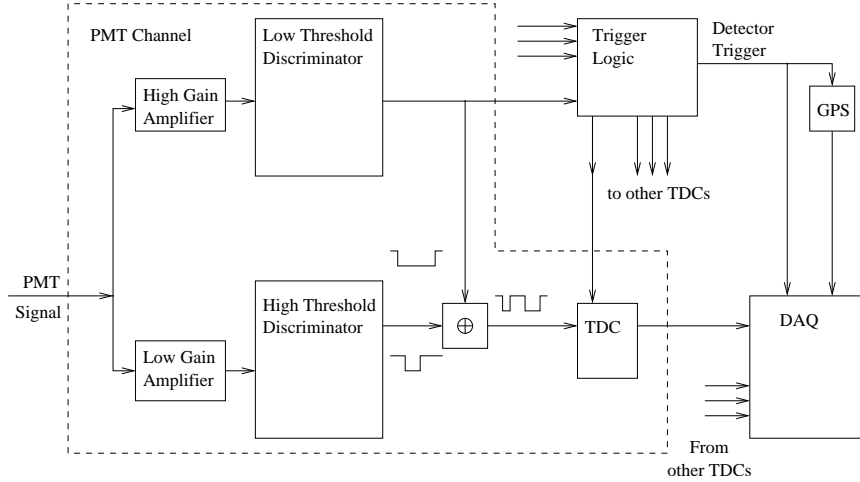 PMT Channel
Low Threshold
Discriminator
Trigger
Logic
Detector
Trigger
High Gain
Amplifier
GPS
to other TDCs
PMT
Signal
High Threshold
Discriminator
⊕
TDC
DAQ
Low Gain
Amplifier
From
other TDCs